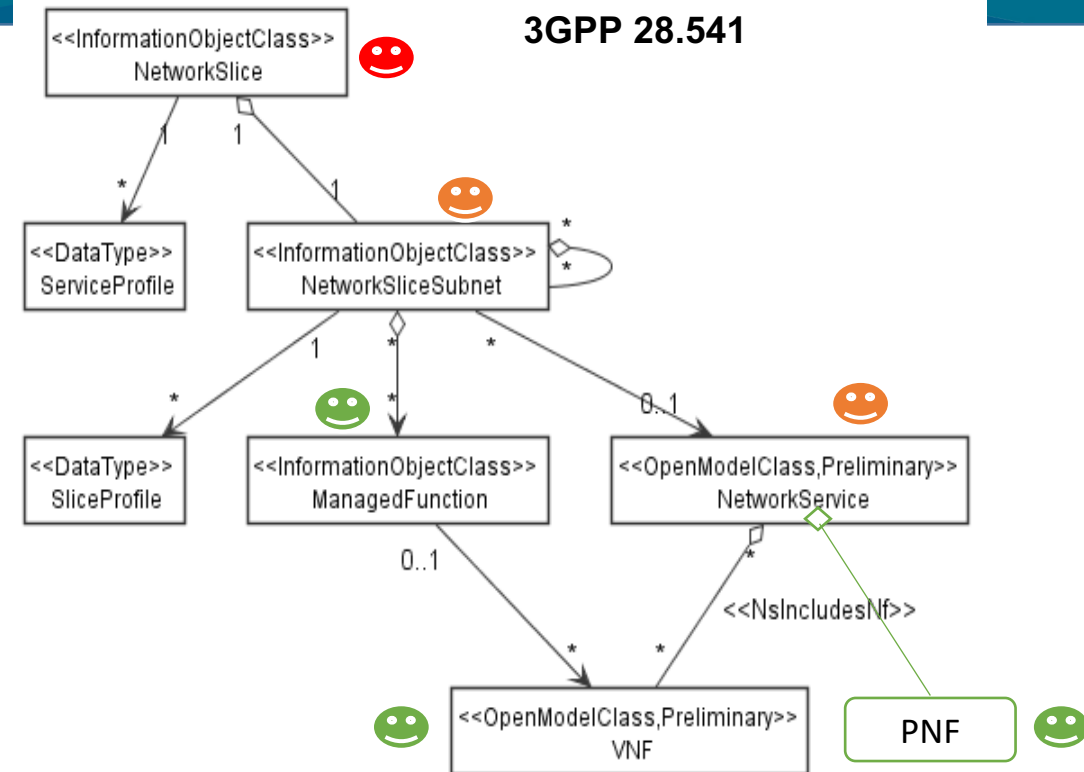 3GPP 28.541
<<InformationObjectClass>>
NetworkSlice
1
1
*
1
<<DataType>>
ServiceProfile
<<InformationObjectClass>>
NetworkSliceSubnet
*
*
1
*
*
*
*
0..1
<<DataType>>
SliceProfile
<<InformationObjectClass>>
ManagedFunction
<<OpenModelClass,Preliminary>>
NetworkService
0..1
*
<<NsIncludesNf>>
*
*
<<OpenModelClass,Preliminary>>
VNF
PNF